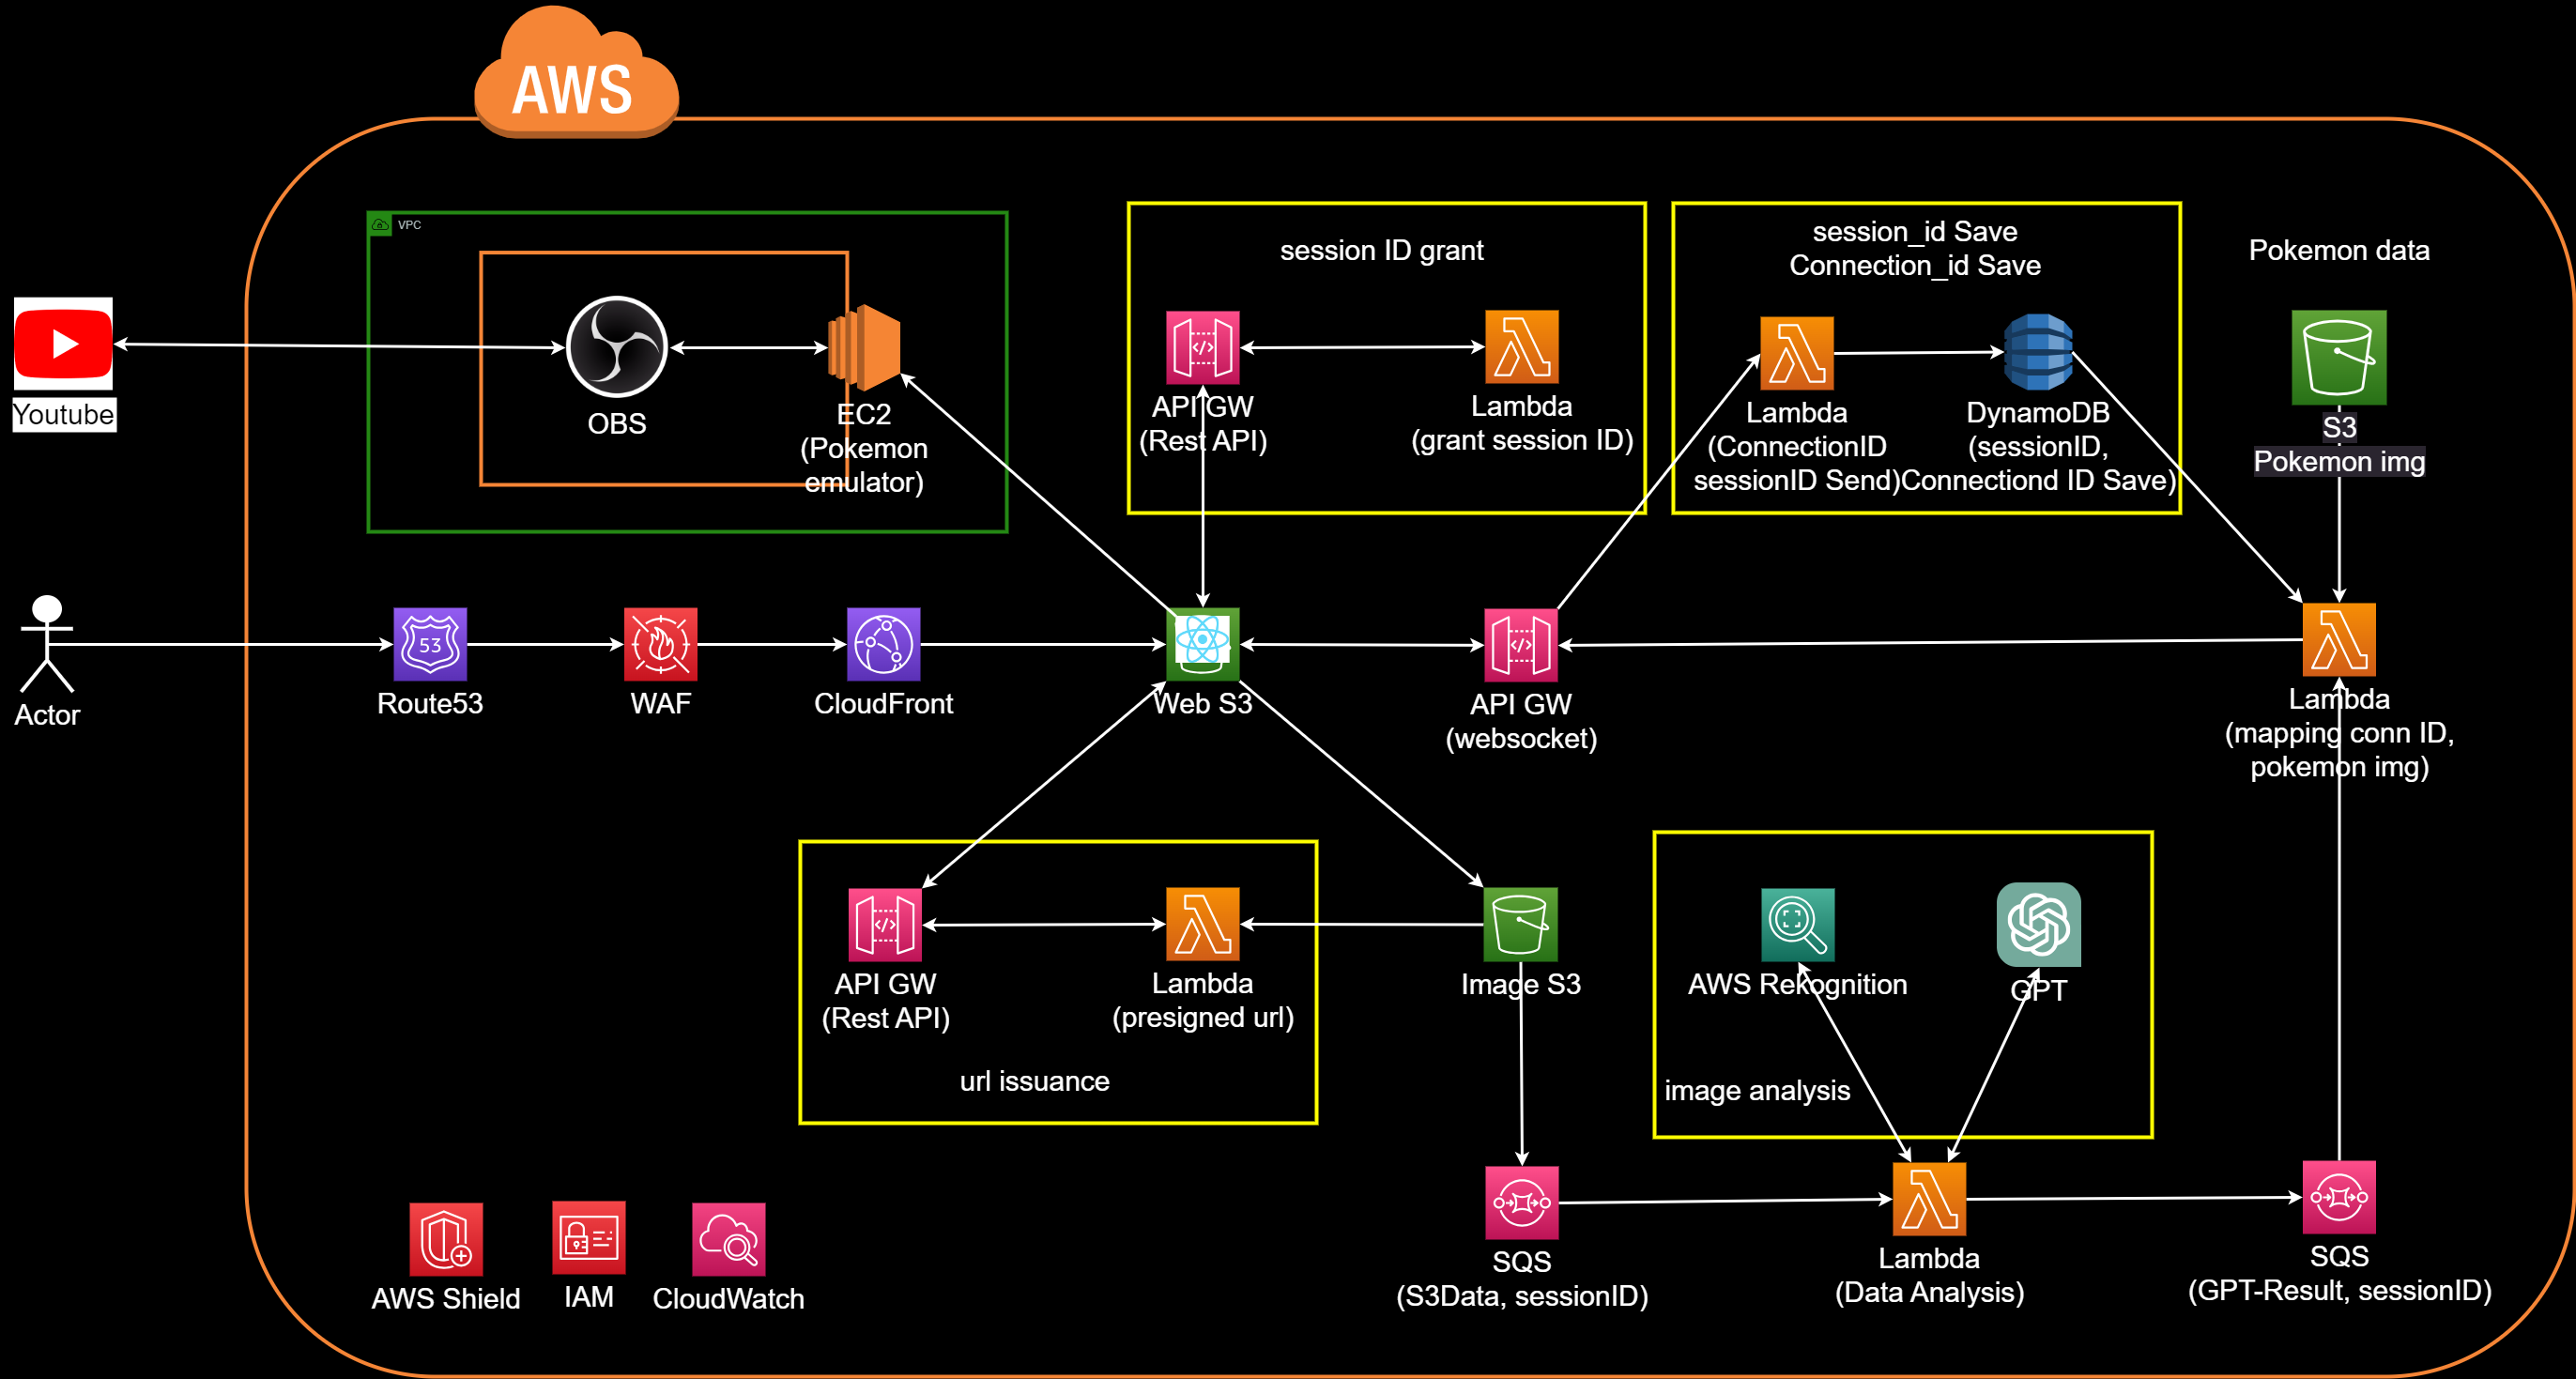 AWS
VPC
OBS
EC2
(Pokemon
emulator)
Youtube
session ID grant
API GW
(Rest API)
Lambda
(grant session ID)
session_id Save
Connection_id Save
Lambda
(ConnectionID
sessionID Send)
DynamoDB
(sessionID,
Connectiond ID Save)
Pokemon data
S3
Pokemon img
Actor
53
Route53
WAF
CloudFront
Web S3
API GW
(websocket)
Lambda
(mapping conn ID,
pokemon img)
API GW
(Rest API)
Lambda
(presigned url)
url issuance
Image S3
AWS Rekognition
GPT
image analysis
AWS Shield
IAM
CloudWatch
SQS
(S3Data, sessionID)
Lambda
(Data Analysis)
SQS
(GPT-Result, sessionID)